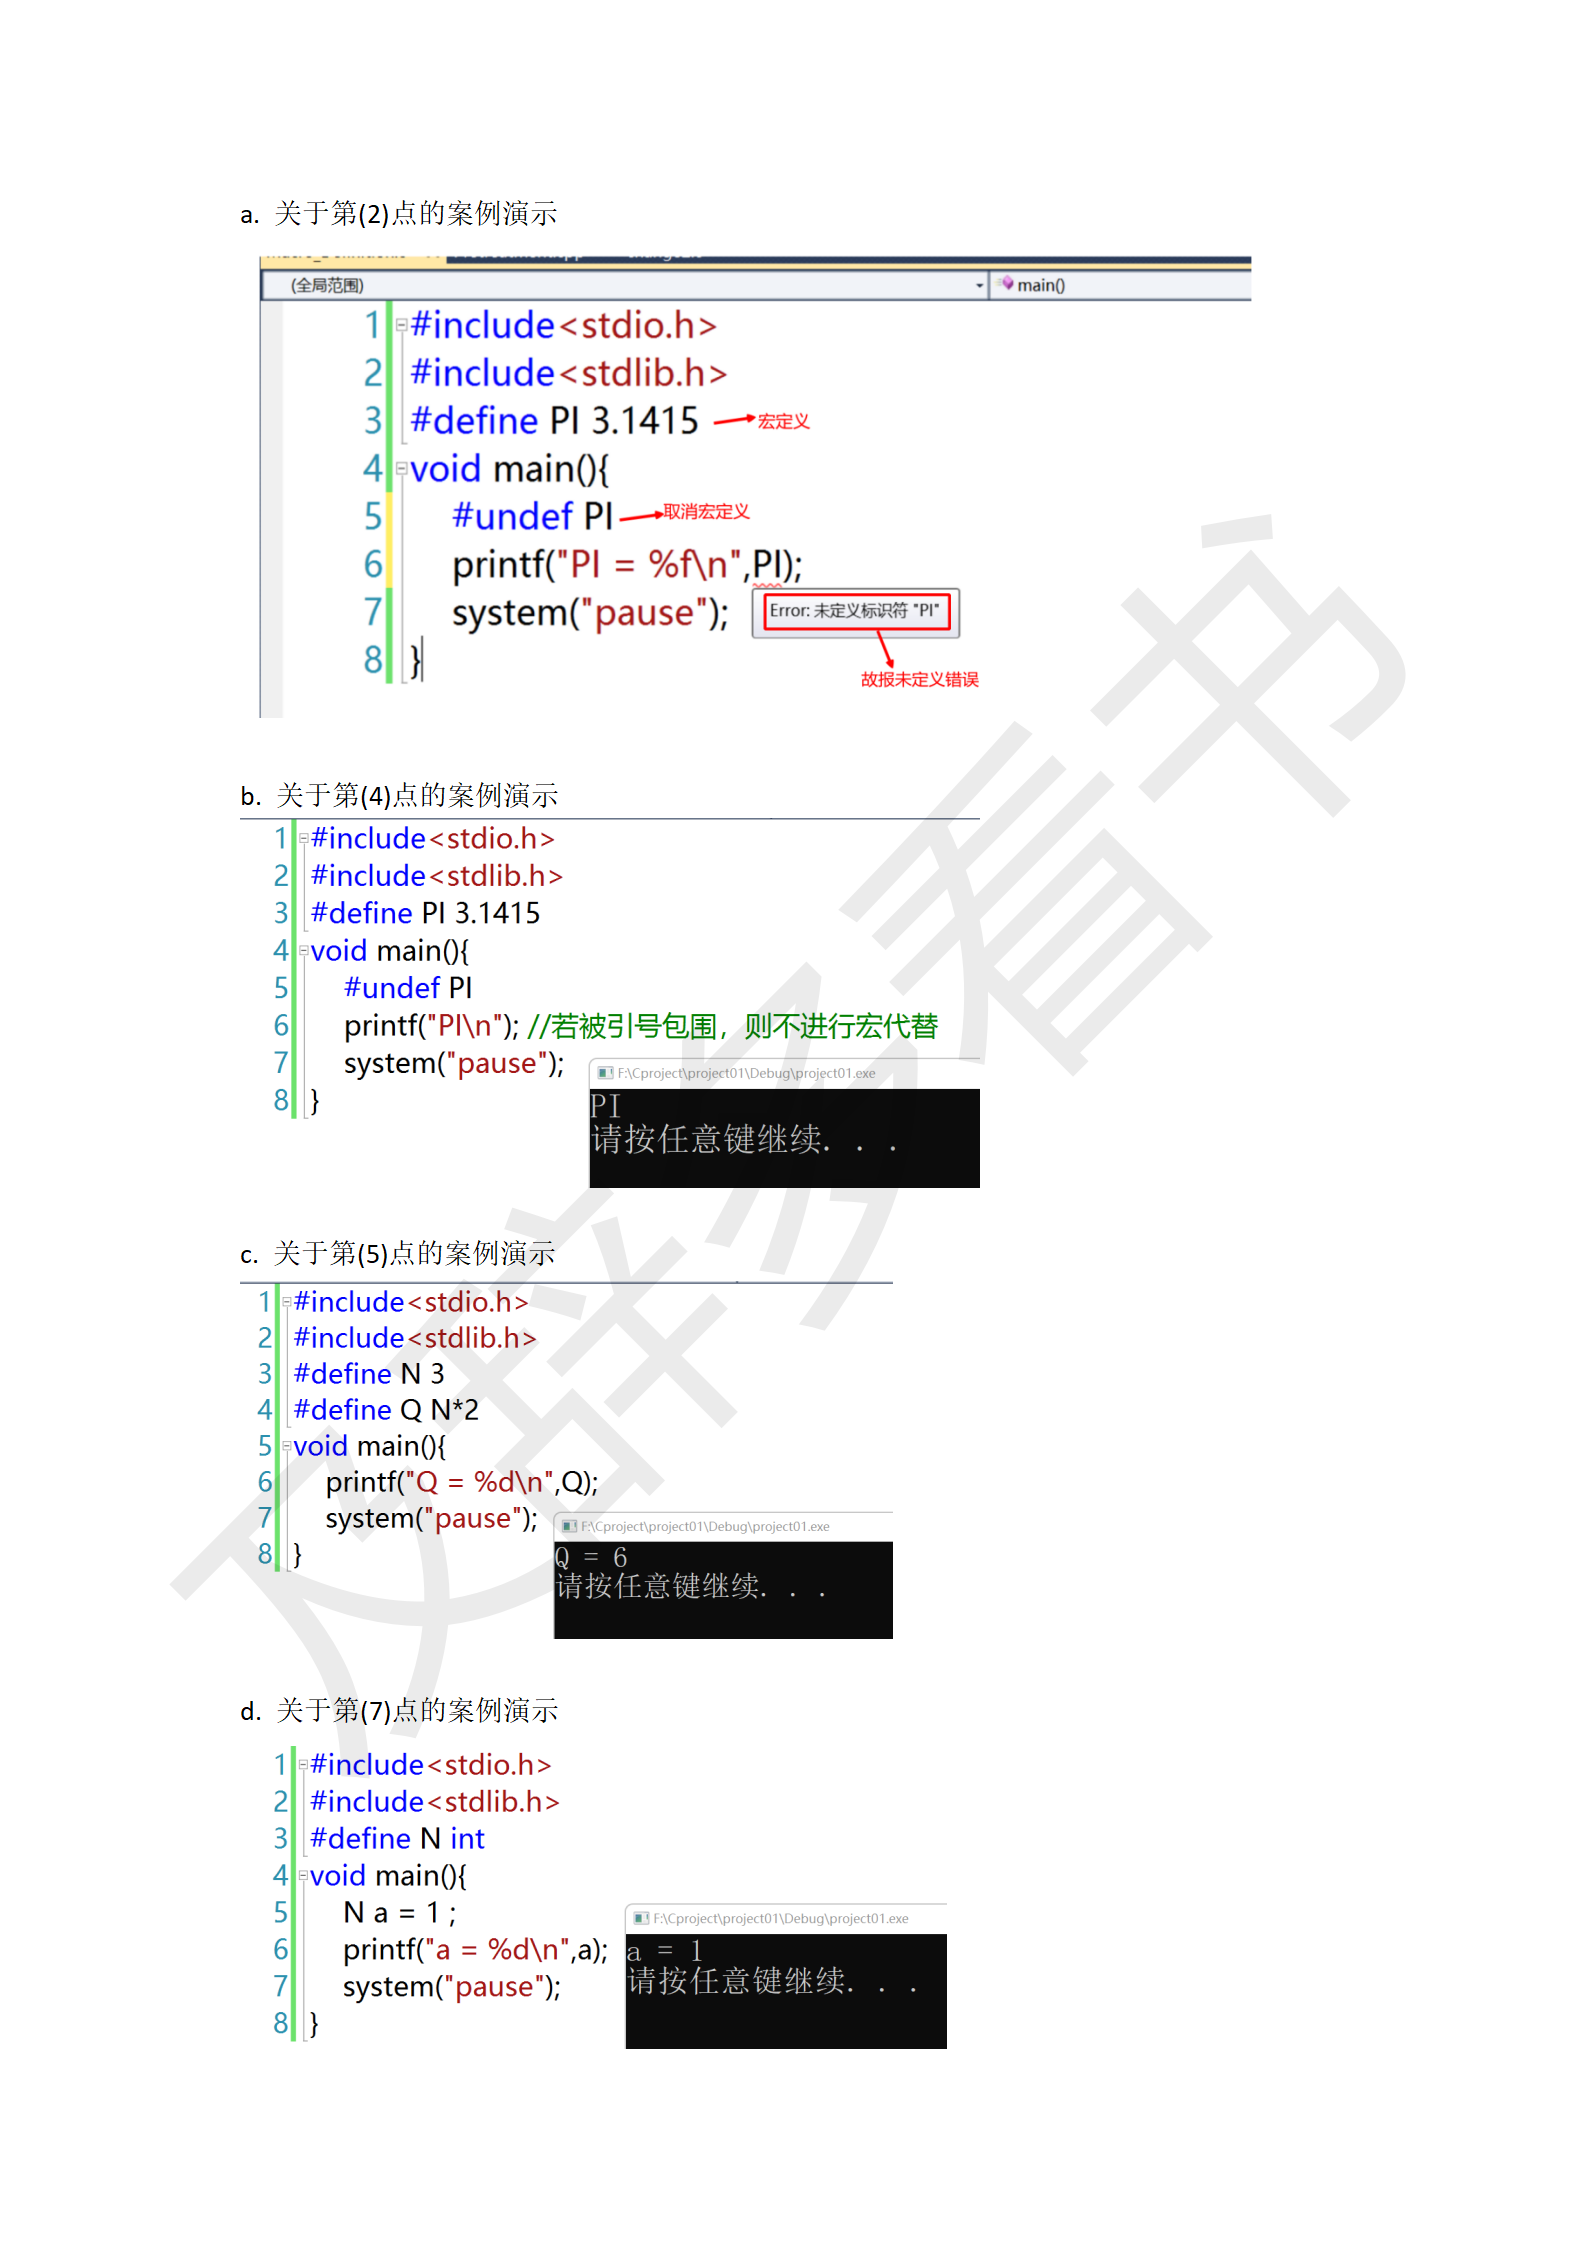 a. 关于第(2)点的案例演示
(全局范围) main()
1 #include<stdio.h>
2 #include<stdlib.h>
3 #define PI 3.1415 宏定义
4 void main(){
5 #undef PI 取消宏定义
6 printf("PI = %f\n",PI);
7 system("pause"); Error: 未定义标识符 "PI"
8 }
故报未定义错误
b. 关于第(4)点的案例演示
1 #include<stdio.h>
2 #include<stdlib.h>
3 #define PI 3.1415
4 void main(){
5 #undef PI
6 printf("PI\n"); //若被引号包围，则不进行宏代替
7 system("pause");
8 }
F:\Cproject\project01\Debug\project01.exe
PI
请按任意键继续. . .
c. 关于第(5)点的案例演示
1 #include<stdio.h>
2 #include<stdlib.h>
3 #define N 3
4 #define Q N*2
5 void main(){
6 printf("Q = %d\n",Q);
7 system("pause");
8 }
F:\Cproject\project01\Debug\project01.exe
Q = 6
请按任意键继续. . .
d. 关于第(7)点的案例演示
1 #include<stdio.h>
2 #include<stdlib.h>
3 #define N int
4 void main(){
5 N a = 1 ;
6 printf("a = %d\n",a);
7 system("pause");
8 }
F:\Cproject\project01\Debug\project01.exe
a = 1
请按任意键继续. . .
及辞多看书